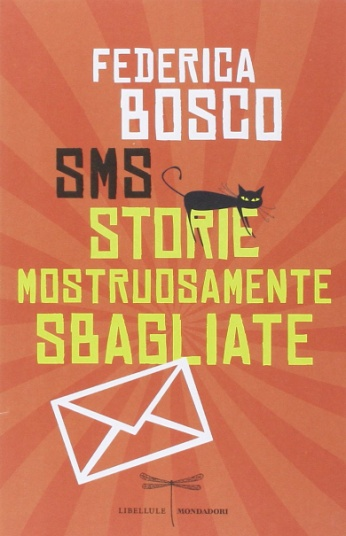 FEDERICA
BOSCO
SMS
STORIE
MOSTRUOSAMENTE
SBAGLIATE
LIBELLULE MONDADORI